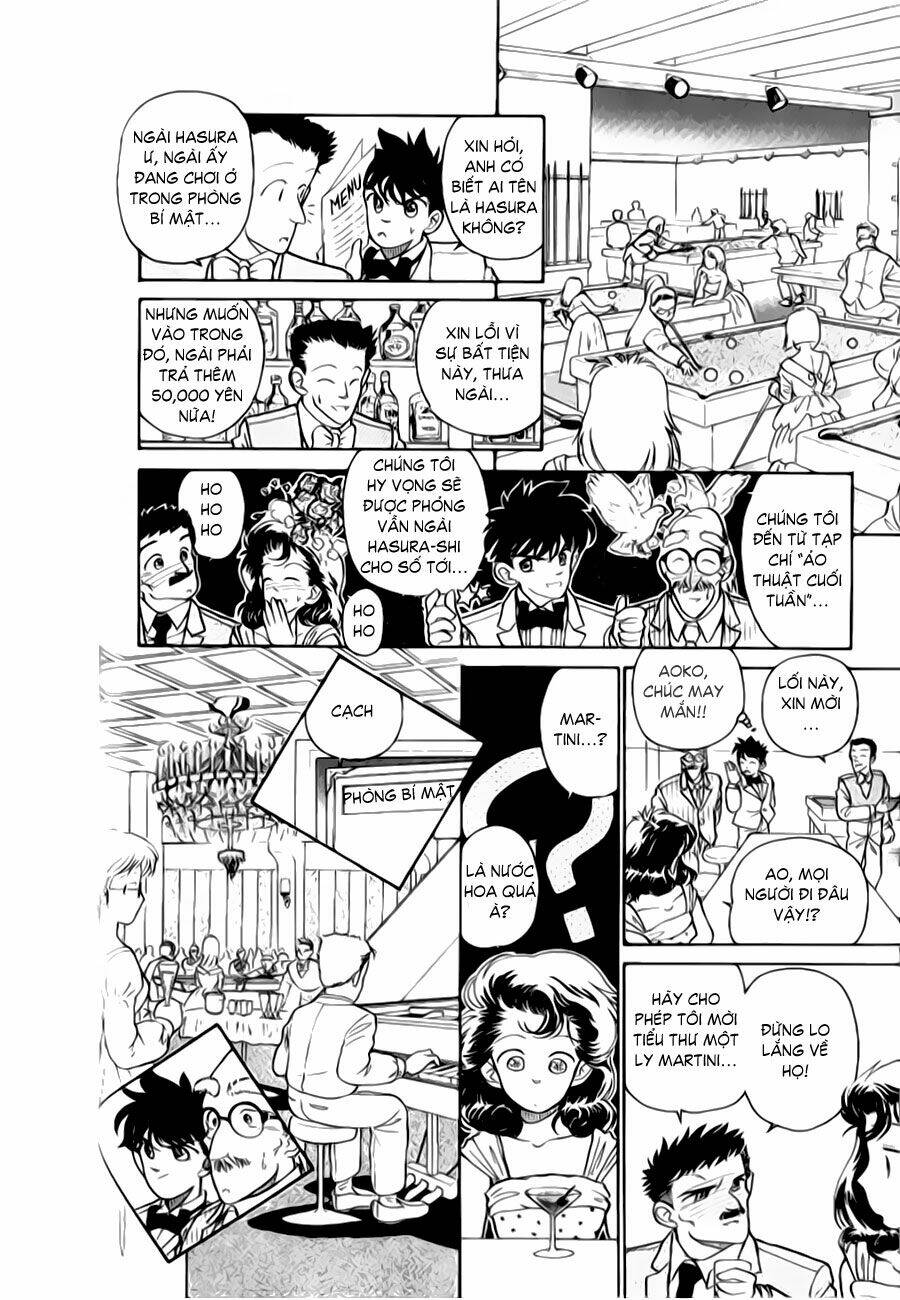 XIN HỎI,
ANH CÓ
BIẾT AI TÊN
LÀ HASURA
KHÔNG?
MENU
NGÀI HASURA
Ư, NGÀI ẤY
ĐANG CHƠI Ở
TRONG PHÒNG
BÍ MẬT...
XIN LỖI VÌ
SỰ BẤT TIỆN
NÀY, THƯA
NGÀI...
NHƯNG MUỐN
VÀO TRONG
ĐÓ, NGÀI PHẢI
TRẢ THÊM
50,000 YÊN
NỮA!
CHÚNG TÔI
ĐẾN TỪ TẠP
CHÍ "ẢO
THUẬT CUỐI
TUẦN"...
CHÚNG TÔI
HY VỌNG SẼ
ĐƯỢC PHỎNG
VẤN NGÀI
HASURA-SHI
CHO SỐ TỚI...
HO
HO
HO
HO
HO
LỐI NÀY,
XIN MỜI
...
AOKO,
CHÚC MAY
MẮN!!
AO, MỌI
NGƯỜI ĐI ĐÂU
VẬY!?
ĐỪNG LO
LẮNG VỀ
HỌ!
HÃY CHO
PHÉP TÔI MỜI
TIỂU THƯ MỘT
LY MARTINI...
MAR-
TINI...?
?
LÀ NƯỚC
HOA QUẢ
À?
CẠCH
PHÒNG BÍ MẬT